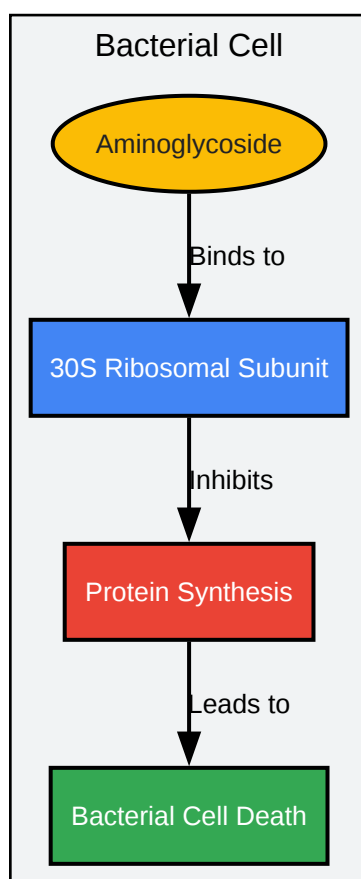 Bacterial Cell
Aminoglycoside
Binds to
30S Ribosomal Subunit
Inhibits
Protein Synthesis
Leads to
Bacterial Cell Death